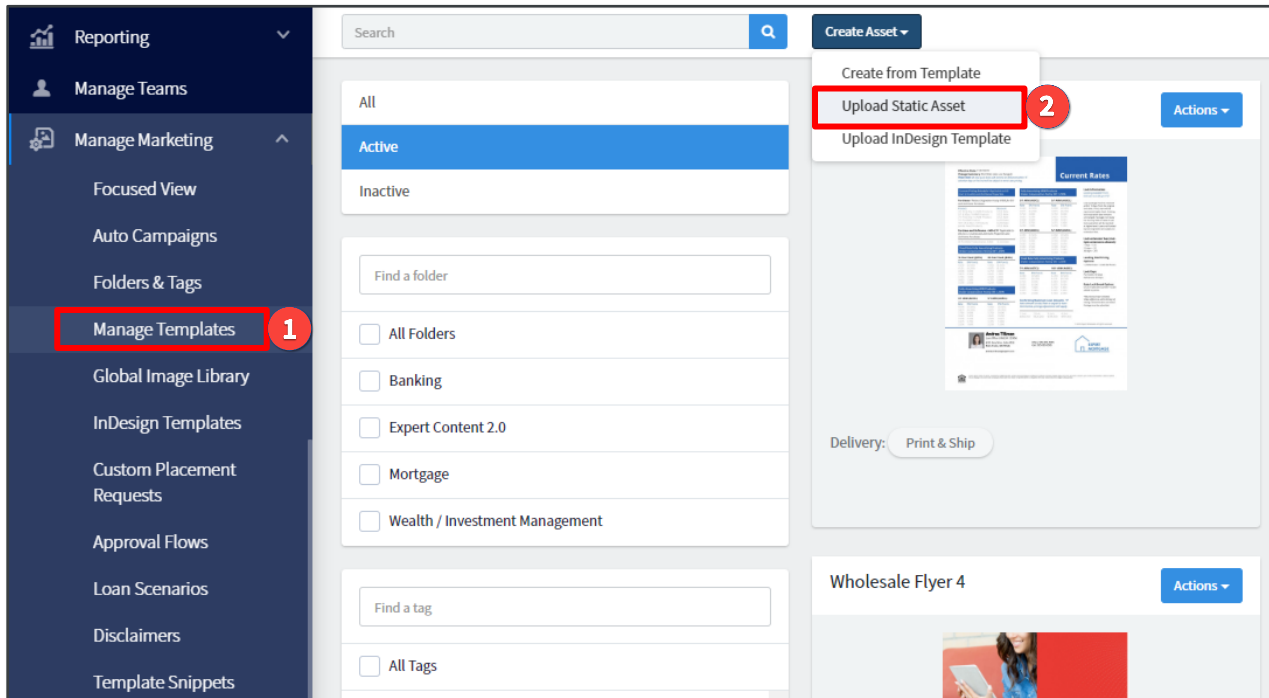 Reporting
Manage Teams
Manage Marketing
Focused View
Auto Campaigns
Folders & Tags
Manage Templates
1
Global Image Library
InDesign Templates
Custom Placement
Requests
Approval Flows
Loan Scenarios
Disclaimers
Template Snippets
Search
All
Active
Inactive
Find a folder
All Folders
Banking
Expert Content 2.0
Mortgage
Wealth / Investment Management
Find a tag
All Tags
Create Asset
Create from Template
Upload Static Asset
2
Upload InDesign Template
Actions
Current Rates
Delivery: Print & Ship
Wholesale Flyer 4
Actions